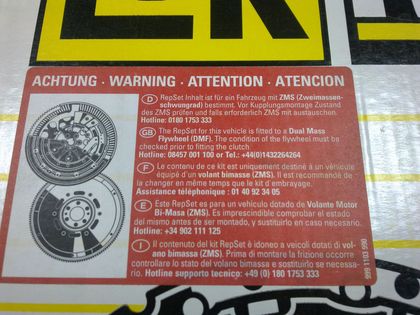 LUK
ACHTUNG · WARNING · ATTENTION · ATENCION
D RepSet Inhalt ist für ein Fahrzeug mit ZMS (Zweimassen-
schwungrad) bestimmt. Vor Kupplungsmontage Zustand
des ZMS prüfen und falls erforderlich ZMS mit austauschen.
Hotline: 0180 1753 333
GB The RepSet for this vehicle is fitted to a Dual Mass
Flywheel (DMF). The condition of the flywheel must be
checked prior to fitting the clutch
Hotline: 08457 001 100 or Tel.: +44(0)1432264264
F Le contenu de ce kit est uniquement destiné à un véhicule
équipé d'un volant bimasse (ZMS). Il est recommandé de
la changer en même temps que le kit d'embrayage.
Assistance téléphonique : 01 40 92 34 05
E Este RepSet es para un vehiculo dotado de Volante Motor
Bi-Masa (ZMS). Es imprescindible comprobar el estado
del mismo antes de ser montado, y sustituirlo en caso necesario.
Hotline: +34 902 111 125
I Il contenuto del kit RepSet è idoneo a veicoli dotati di vol-
ano bimassa (ZMS). Prima di montare la frizione occorre
controllare lo stato del volano bimassa e sostituirlo se necessa-
rio. Hotline supporto tecnico: +49 (0) 180 1753 333
999 1103 590